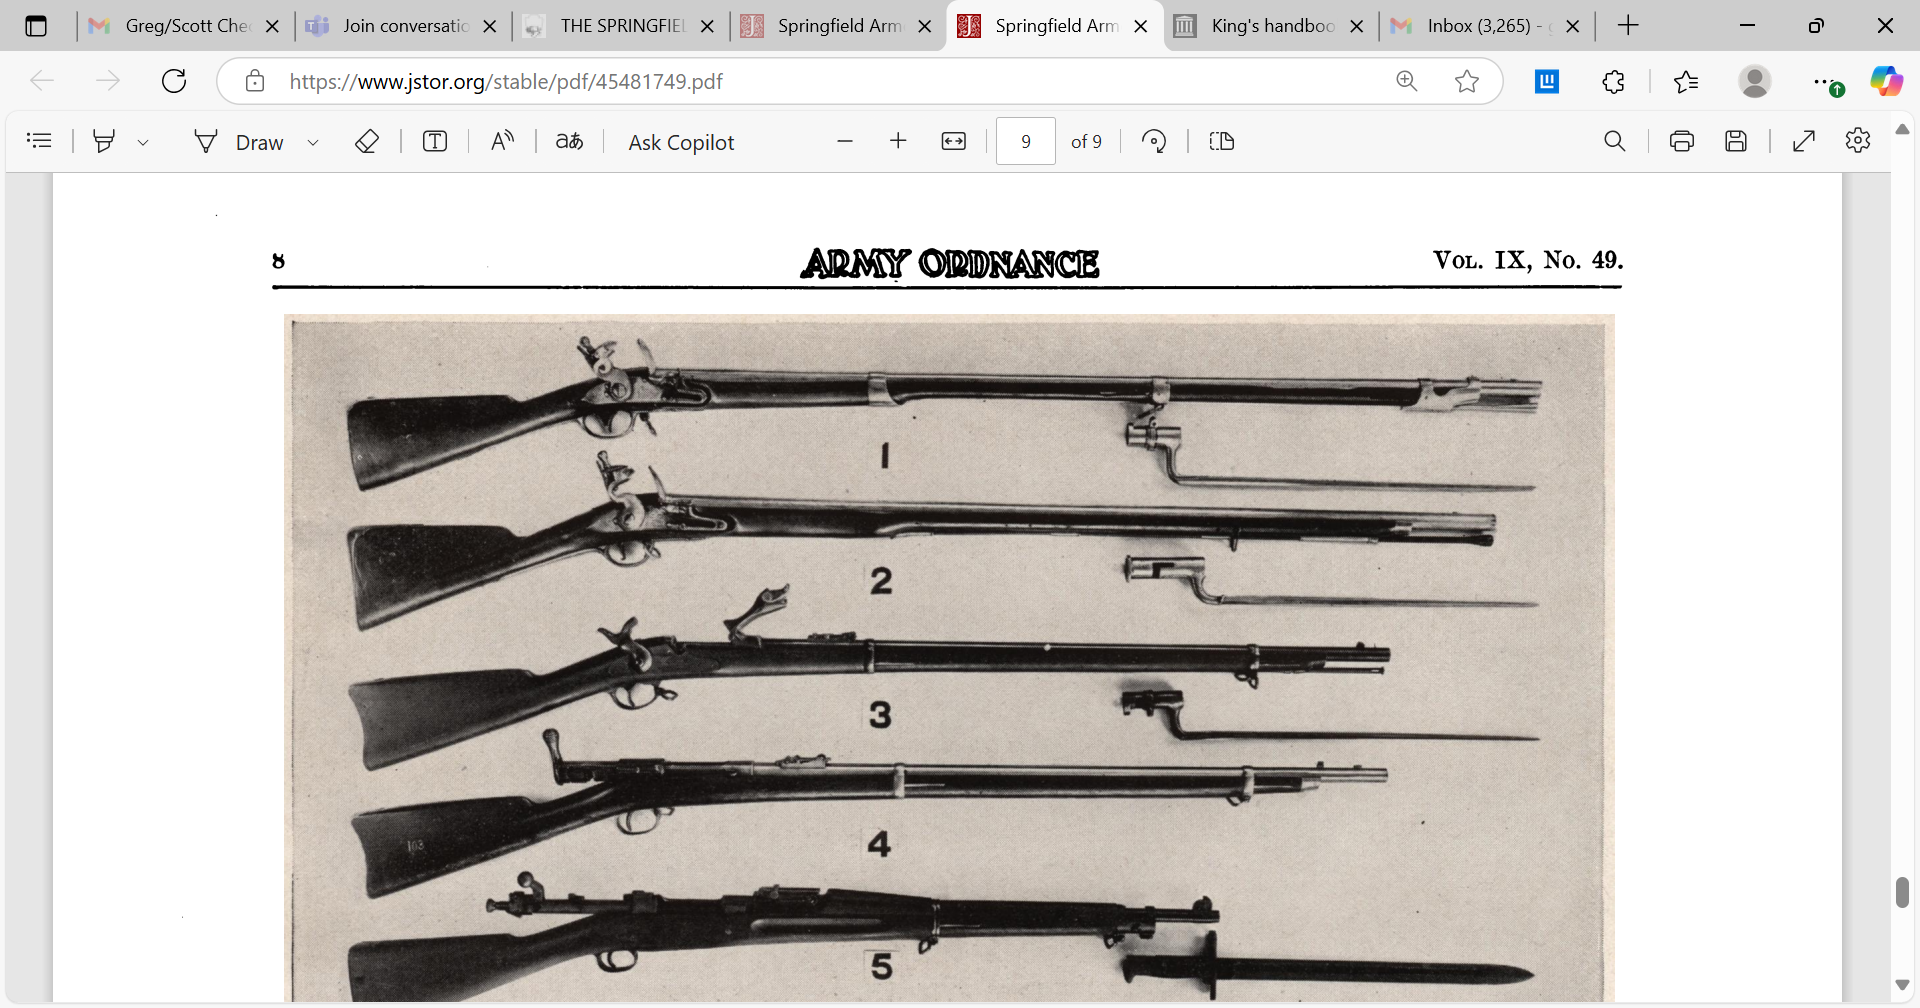 Greg/Scott Che
Join conversatio
THE SPRINGFIEL
Springfield Arm
Springfield Arm
King's handboo
Inbox (3,265) -
https://www.jstor.org/stable/pdf/45481749.pdf
Draw
Ask Copilot
9 of 9
8 ARMY ORDNANCE VOL. IX, NO. 49.
1
2
3
4
103
5